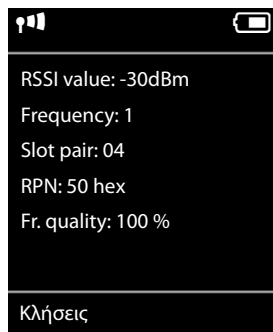 RSSI value: -30dBm
Frequency: 1
Slot pair: 04
RPN: 50 hex
Fr. quality: 100 %
Κλήσεις